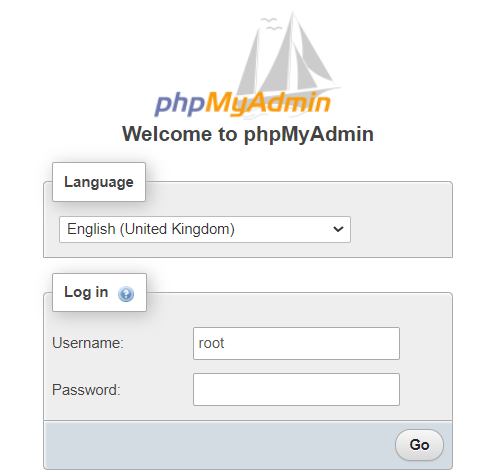 phpMyAdmin
Welcome to phpMyAdmin
Language
English (United Kingdom)
Log in
Username:
root
Password:
Go